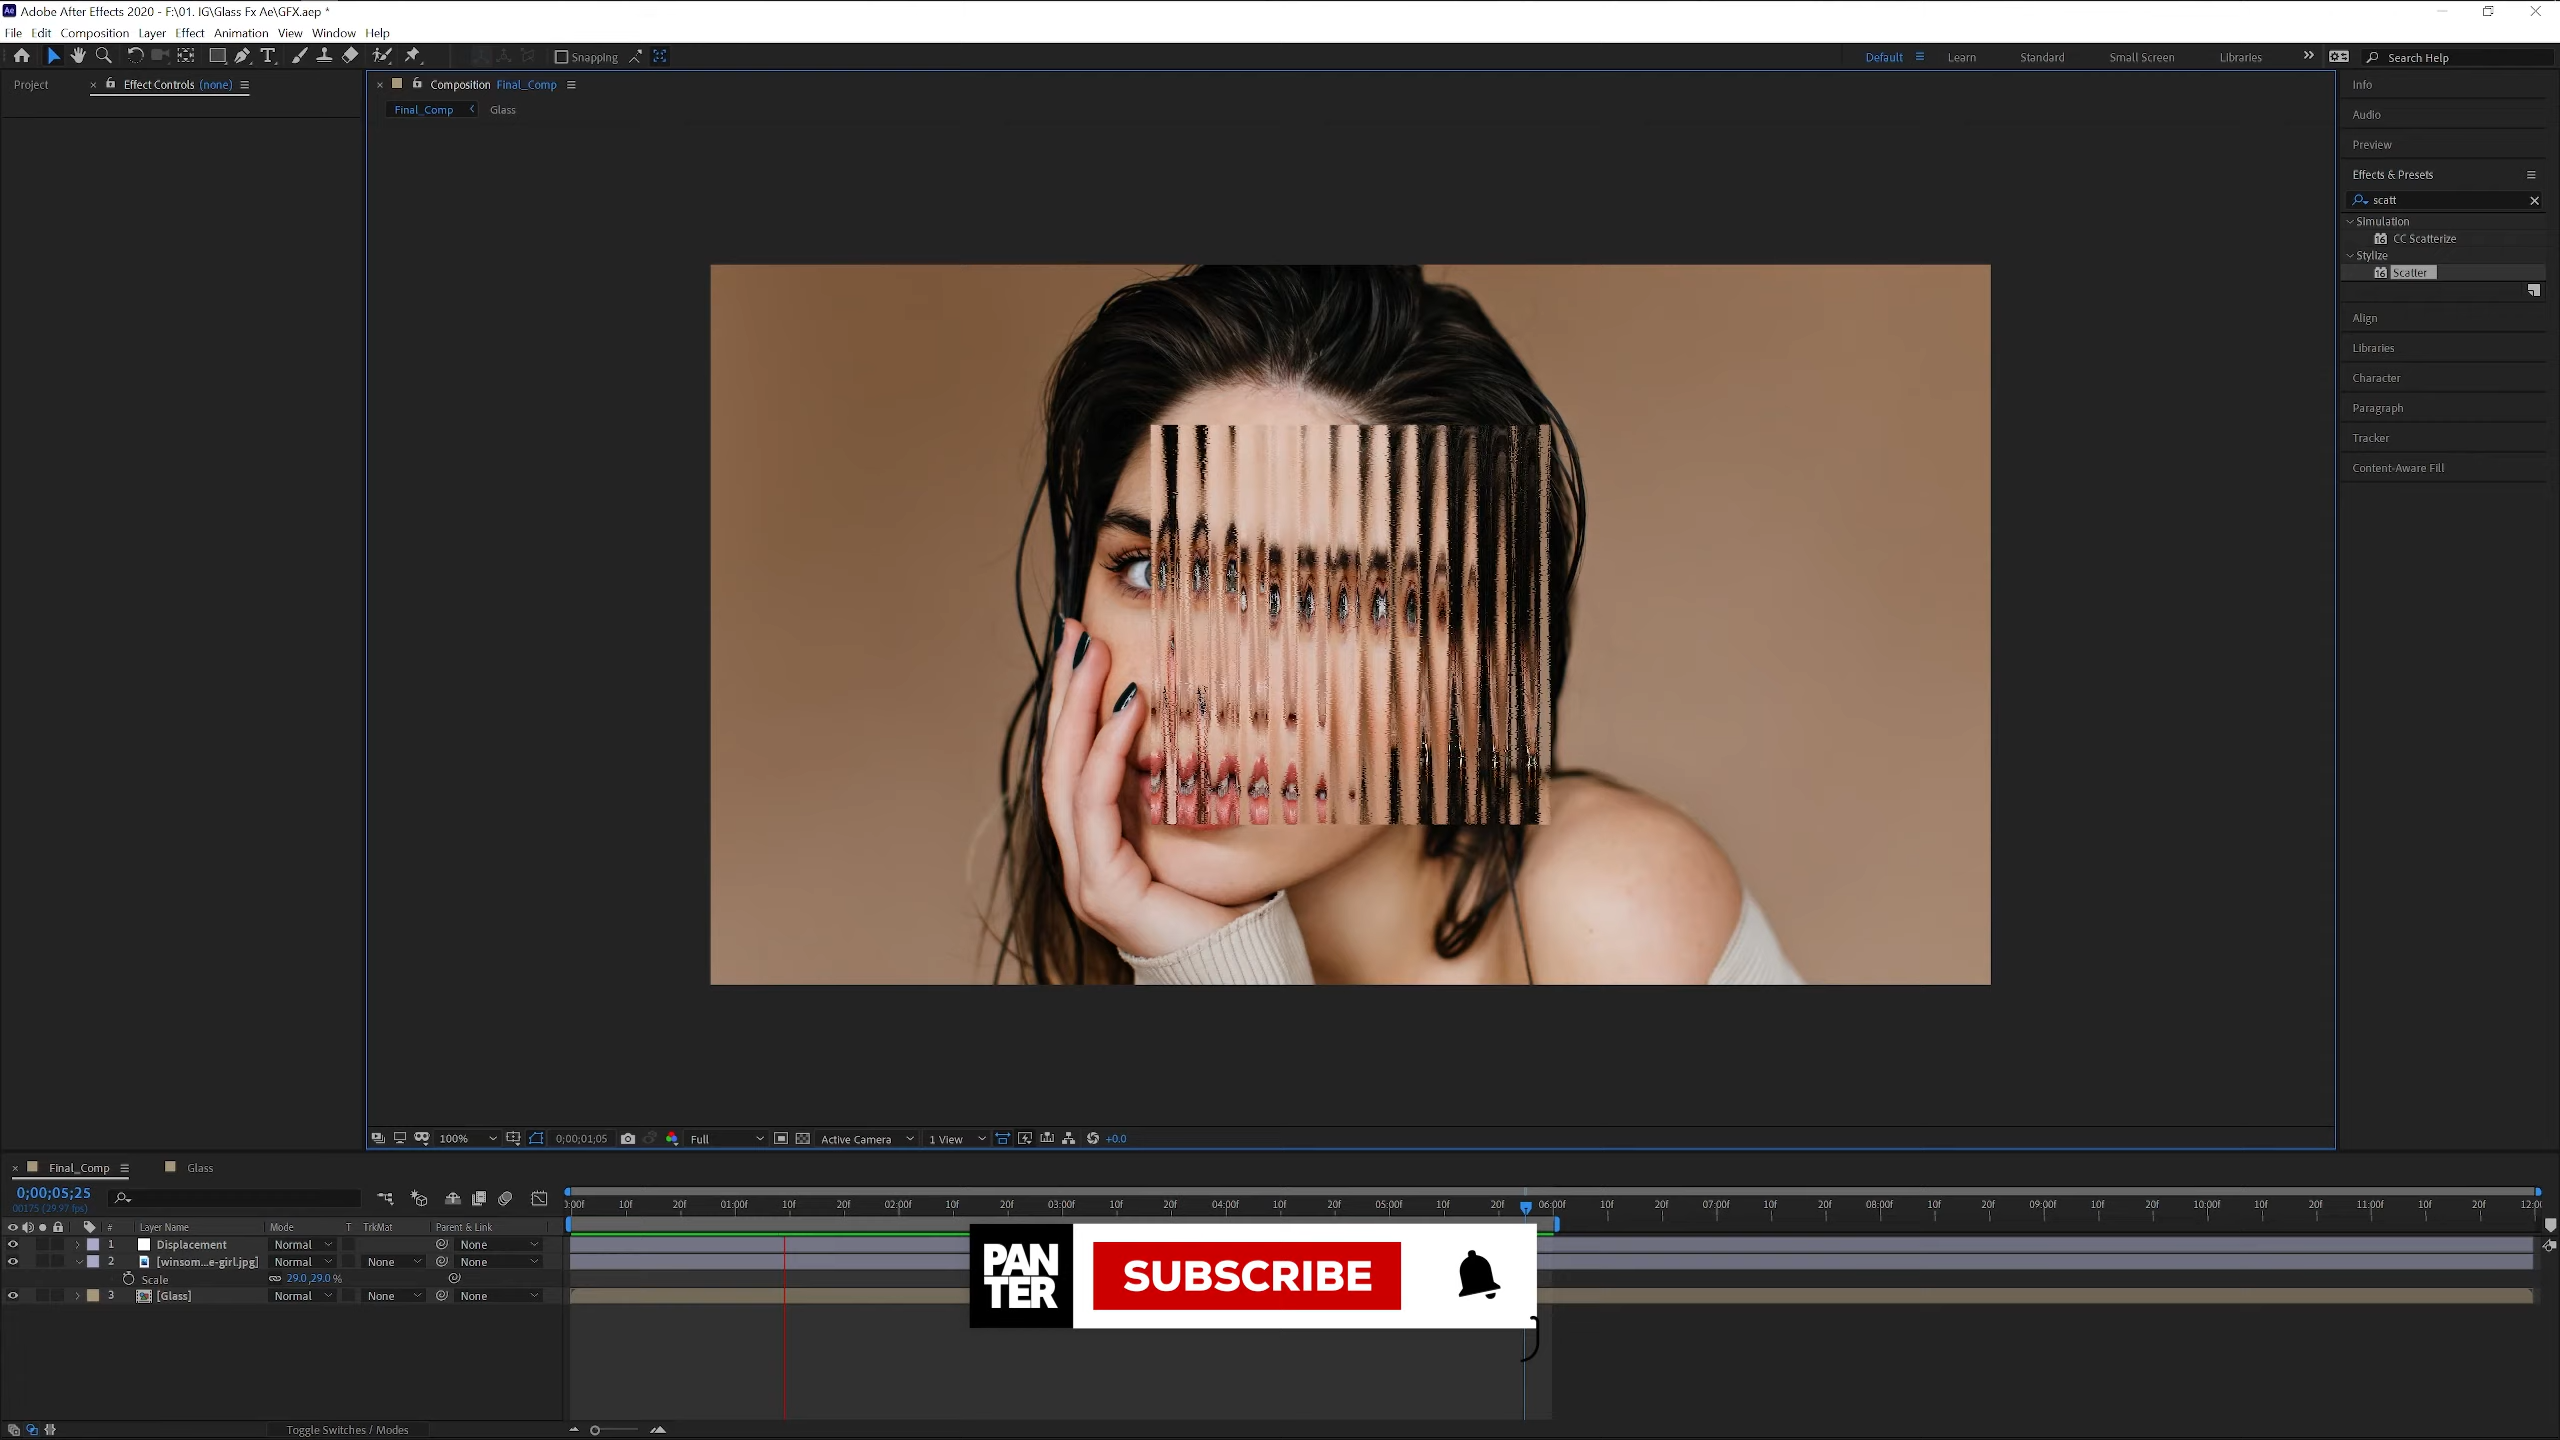 Adobe After Effects 2020 - F:\01. IG\Glass Fx Ae\GFX.aep *
File Edit Composition Layer Effect Animation View Window Help
Snapping Default Learn Standard Small Screen Libraries Search Help
Project Effect Controls (none)
Composition Final_Comp
Final_Comp Glass
Info
Audio
Preview
Effects & Presets
scatt
Simulation
CC Scatterize
Stylize
Scatter
Align
Libraries
Character
Paragraph
Tracker
Content-Aware Fill
100% 0;00;01;05 Full Active Camera 1 View +0.0
Final_Comp Glass
0;00;05;25
00175 (29.97 fps)
:00f 10f 20f 01:00f 10f 20f 02:00f 10f 20f 03:00f 10f 20f 04:00f 10f 20f 05:00f 10f 20f 06:00f 10f 20f 07:00f 10f 20f 08:00f 10f 20f 09:00f 10f 20f 10:00f 10f 20f 11:00f 10f 20f 12:00
# Layer Name Mode T TrkMat Parent & Link
1 Displacement Normal None
2 [winsom...e-girl.jpg] Normal None None
Scale 29.0,29.0%
3 [Glass] Normal None None
PAN
TER
SUBSCRIBE
Toggle Switches / Modes